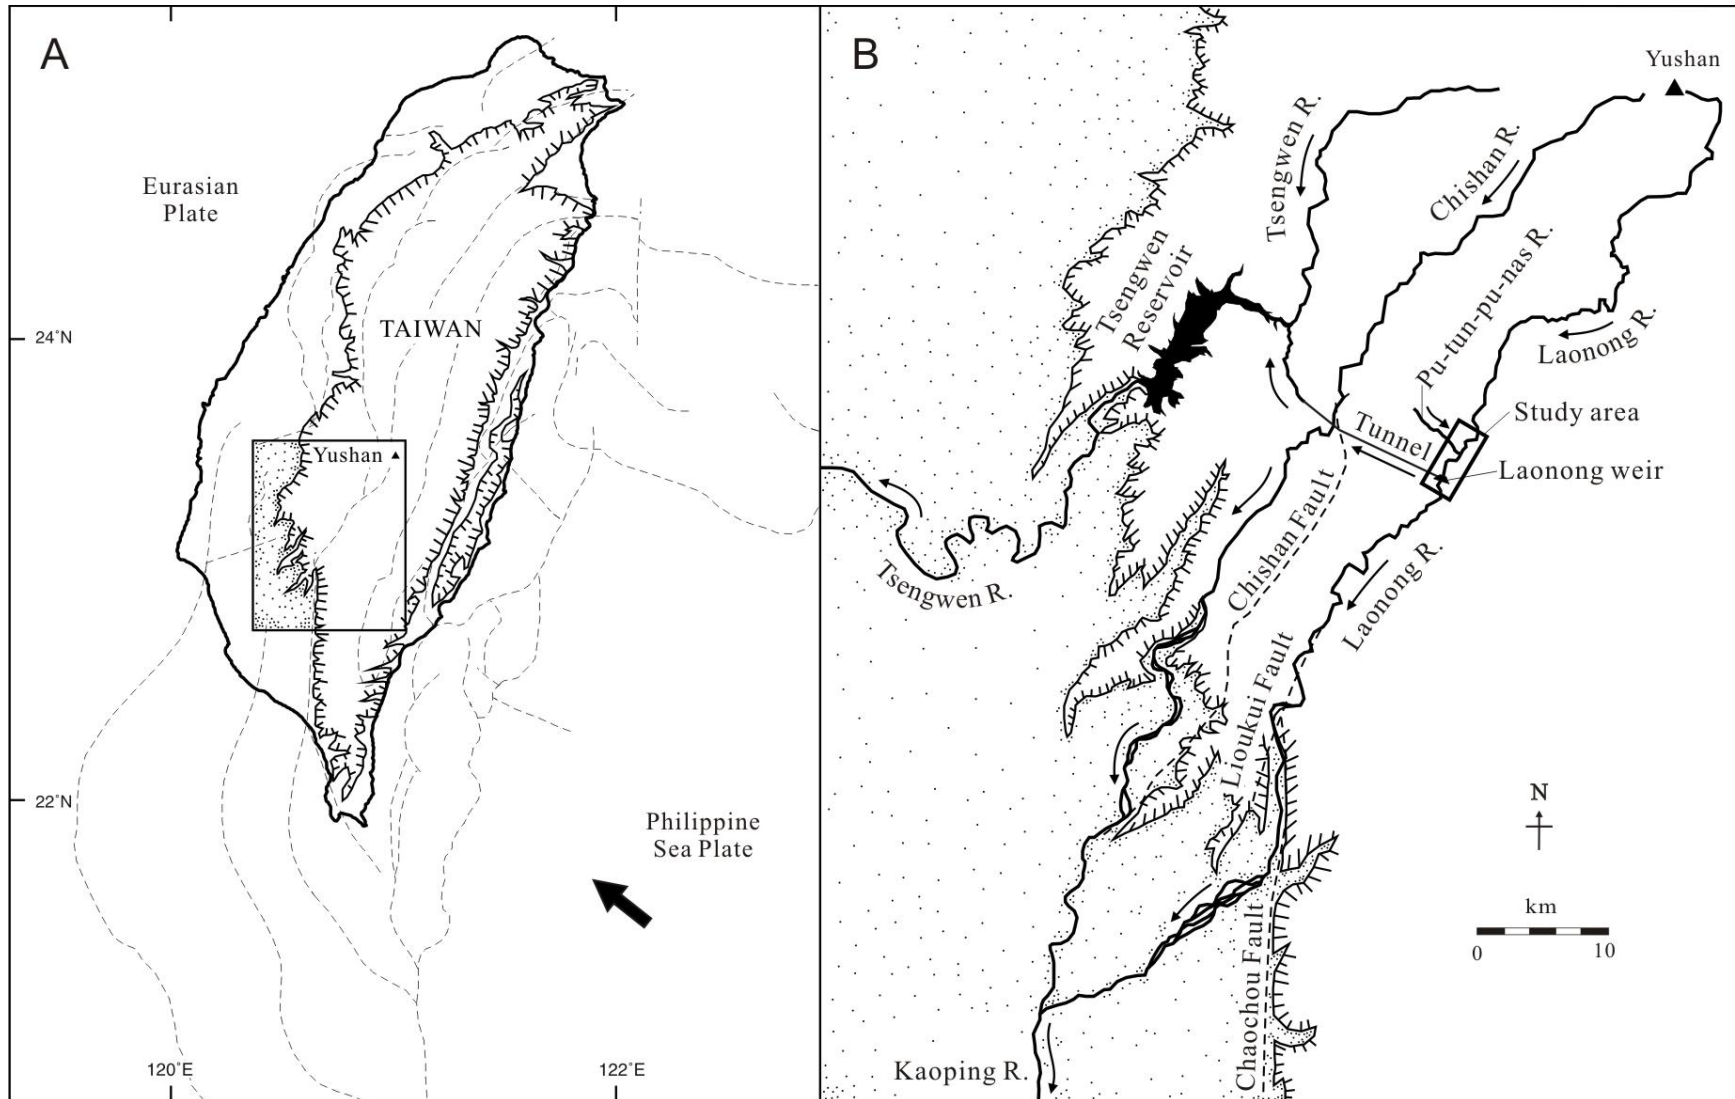 A
Eurasian
Plate
24°N
TAIWAN
Yushan
22°N
Philippine
Sea Plate
120°E
122°E
B
Yushan
Tsengwen R.
Chishan R.
Pu-tun-pu-nas R.
Laonong R.
Tsengwen
Reservoir
Study area
Tunnel
Laonong weir
Chishan Fault
Tsengwen R.
Laonong R.
Lioukui Fault
N
km
0
10
Chaochou Fault
Kaoping R.